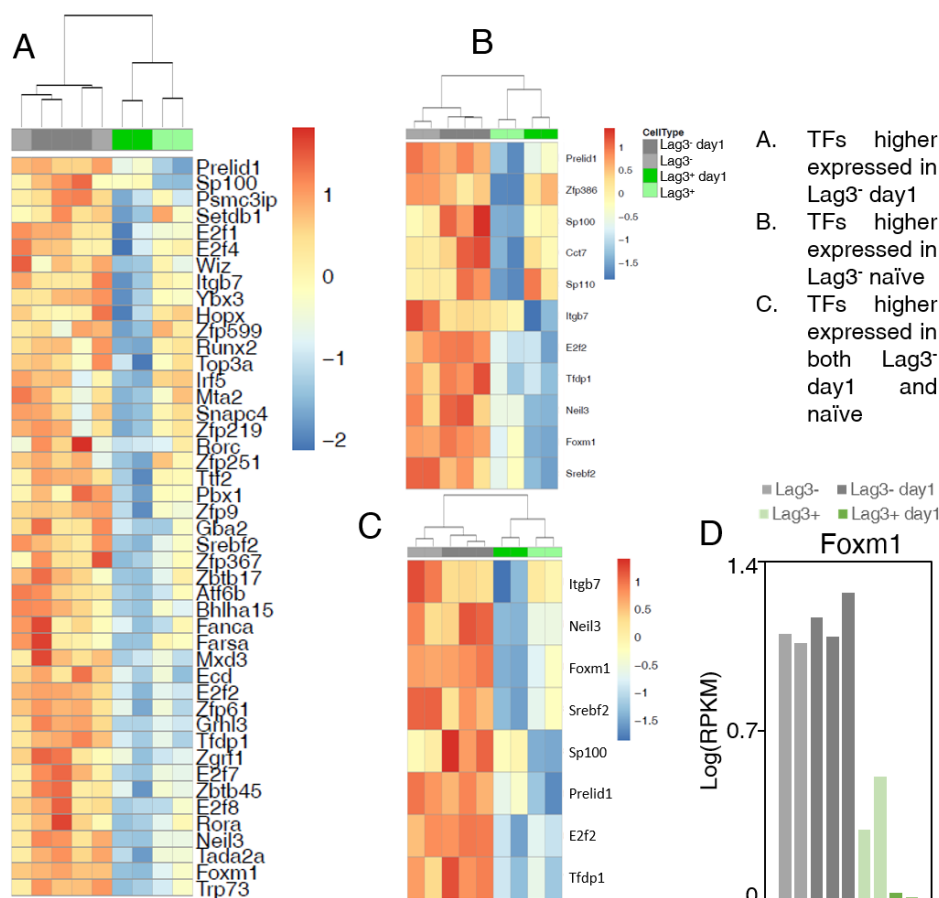 A
Prelid1
Sp100
Psmc3ip
Setdb1
E2f1
E2f4
Wiz
Itgb7
Ybx3
Hopx
Zfp599
Runx2
Top3a
Irf5
Mta2
Snapc4
Zfp219
Rorc
Zfp251
Ttf2
Pbx1
Zfp9
Gba2
Srebf2
Zfp367
Zbtb17
Atf6b
Bhlha15
Fanca
Farsa
Mxd3
Ecd
E2f2
Zfp61
Grhl3
Tfdp1
Zgrf1
E2f7
Zbtb45
E2f8
Rora
Neil3
Tada2a
Foxm1
Trp73
1
0
−1
−2
B
Prelid1
Zfp386
Sp100
Cct7
Sp110
Itgb7
E2f2
Tfdp1
Neil3
Foxm1
Srebf2
1
0.5
0
−0.5
−1
−1.5
CellType
Lag3⁻ day1
Lag3⁻
Lag3⁺ day1
Lag3⁺
A. TFs higher
expressed in
Lag3⁻ day1
B. TFs higher
expressed in
Lag3⁻ naïve
C. TFs higher
expressed in
both Lag3⁻
day1 and
naïve
C
Itgb7
Neil3
Foxm1
Srebf2
Sp100
Prelid1
E2f2
Tfdp1
1
0.5
0
−0.5
−1
−1.5
Lag3- Lag3- day1
Lag3+ Lag3+ day1
D
Foxm1
1.4
0.7
0
Log(RPKM)